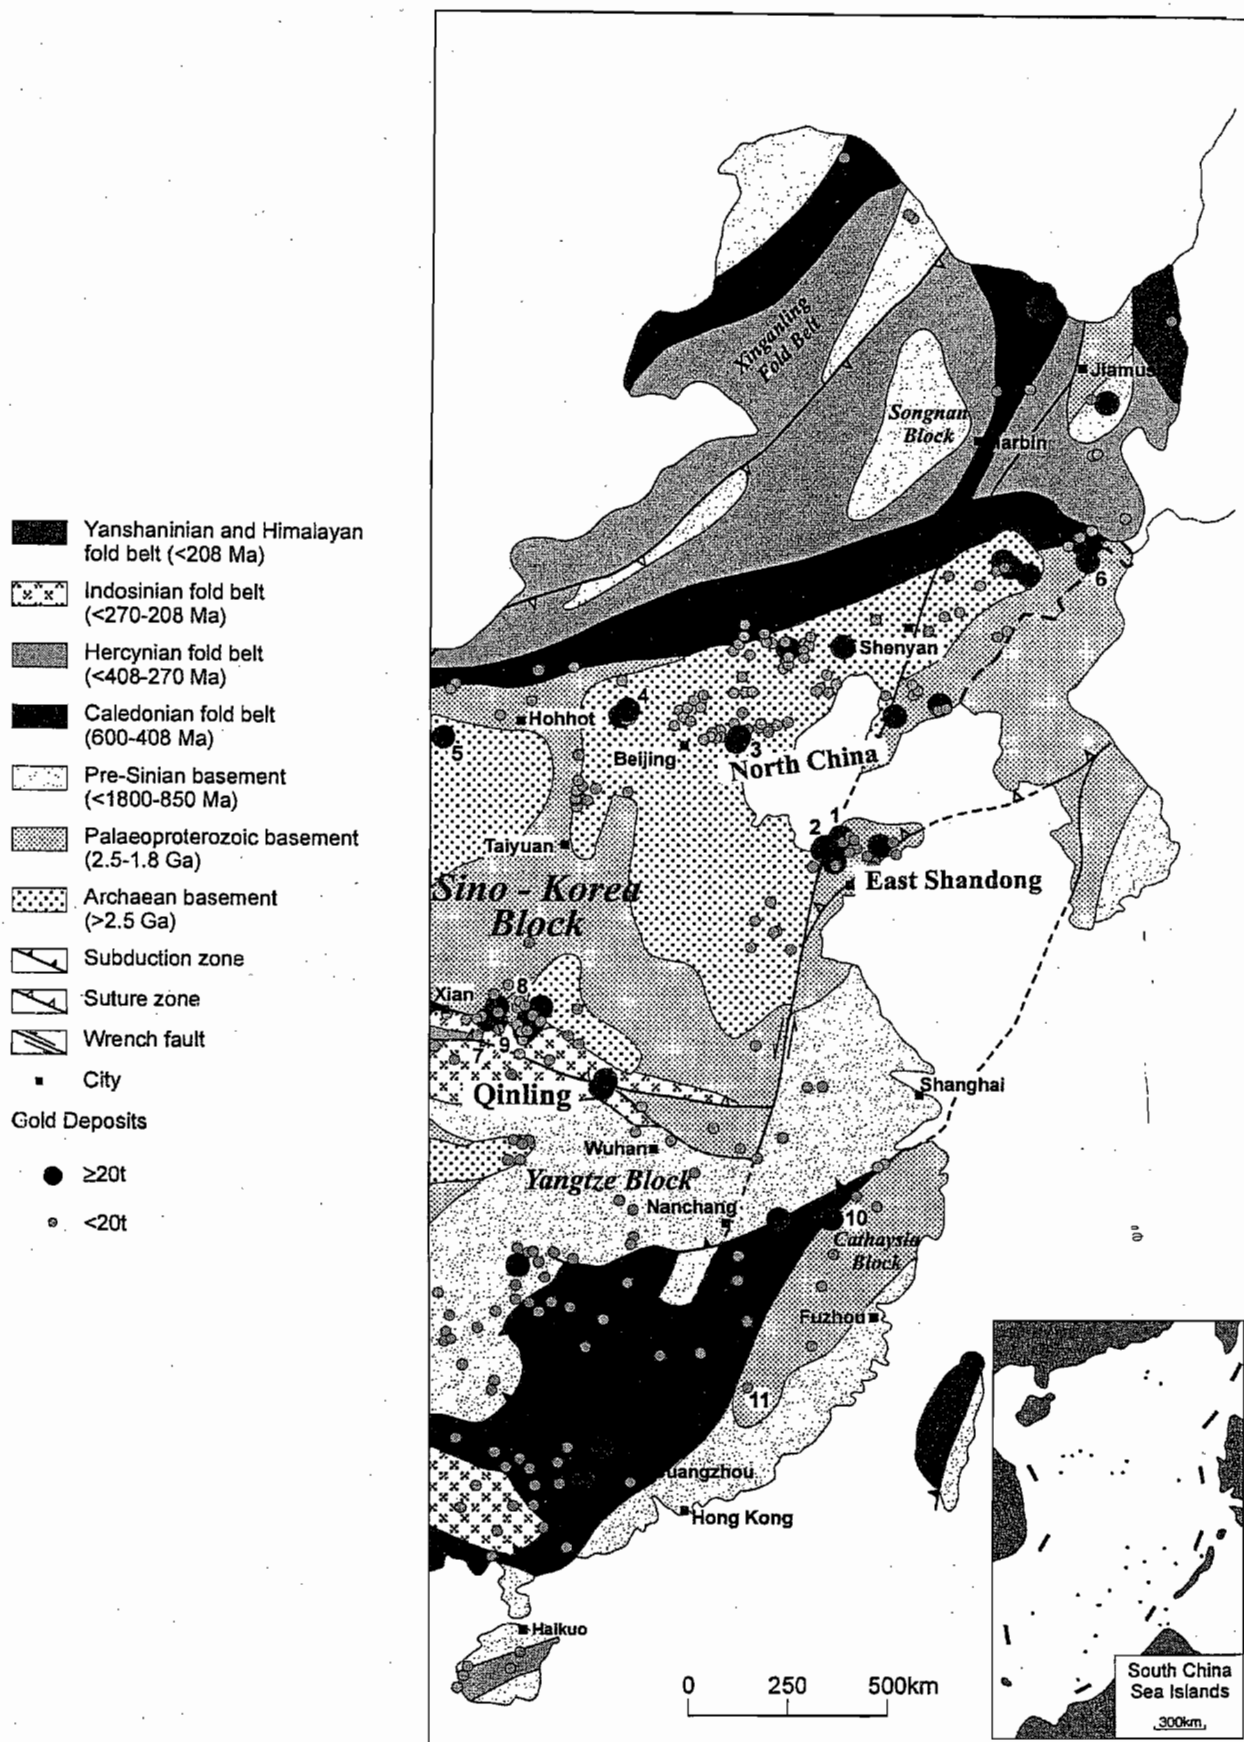 Yanshaninian and Himalayan
fold belt (<208 Ma)
Indosinian fold belt
(<270-208 Ma)
Hercynian fold belt
(<408-270 Ma)
Caledonian fold belt
(600-408 Ma)
Pre-Sinian basement
(<1800-850 Ma)
Palaeoproterozoic basement
(2.5-1.8 Ga)
Archaean basement
(>2.5 Ga)
Subduction zone
Suture zone
Wrench fault
City
Gold Deposits
≥20t
<20t
Xinganling
Fold Belt
Songnan
Block
Jiamus
arbin
6
Shenyan
4
Hohhot
5
Beijing
3
North China
1
2
Taiyuan
East Shandong
Sino - Korea
Block
8
Xian
7
9
Qinling
Shanghai
Wuhan
Yangtze Block
Nanchang
10
Cathaysia
Block
Fuzhou
11
uangzhou
Hong Kong
Haikuo
0 250 500km
South China
Sea Islands
300km